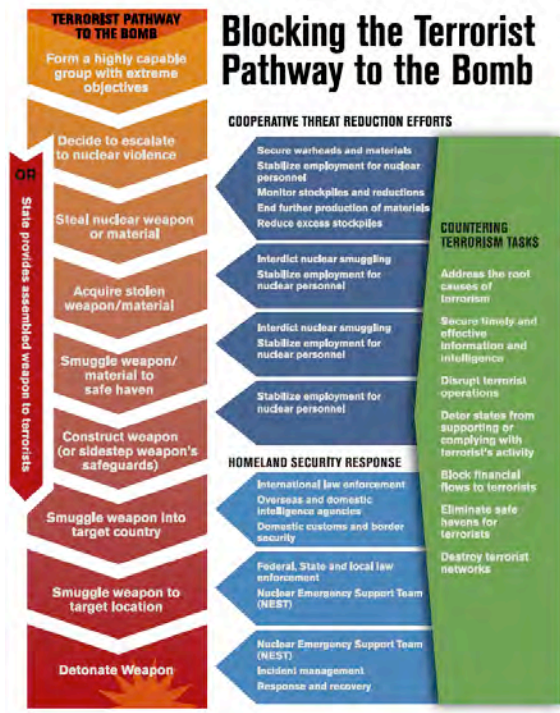 TERRORIST PATHWAY
TO THE BOMB
Form a highly capable
group with extreme
objectives
Decide to escalate
to nuclear violence
Steal nuclear weapon
or material
Acquire stolen
weapon/material
Smuggle weapon/
material to
safe haven
Construct weapon
(or sidestep weapon's
safeguards)
Smuggle weapon into
target country
Smuggle weapon to
target location
Detonate Weapon
OR
State provides assembled weapon to terrorists
Blocking the Terrorist
Pathway to the Bomb
COOPERATIVE THREAT REDUCTION EFFORTS
Secure warheads and materials
Stabilize employment for nuclear
personnel
Monitor stockpiles and reductions
End further production of materials
Reduce excess stockpiles
Interdict nuclear smuggling
Stabilize employment for
nuclear personnel
Interdict nuclear smuggling
Stabilize employment for
nuclear personnel
Stabilize employment for
nuclear personnel
HOMELAND SECURITY RESPONSE
International law enforcement
Overseas and domestic
intelligence agencies
Domestic customs and border
security
Federal, State and local law
enforcement
Nuclear Emergency Support Team
(NEST)
Nuclear Emergency Support Team
(NEST)
Incident management
Response and recovery
COUNTERING
TERRORISM TASKS
Address the root
causes of
terrorism
Secure timely and
effective
information and
intelligence
Disrupt terrorist
operations
Deter states from
supporting or
complying with
terrorist's activity
Block financial
flows to terrorists
Eliminate safe
havens for
terrorists
Destroy terrorist
networks